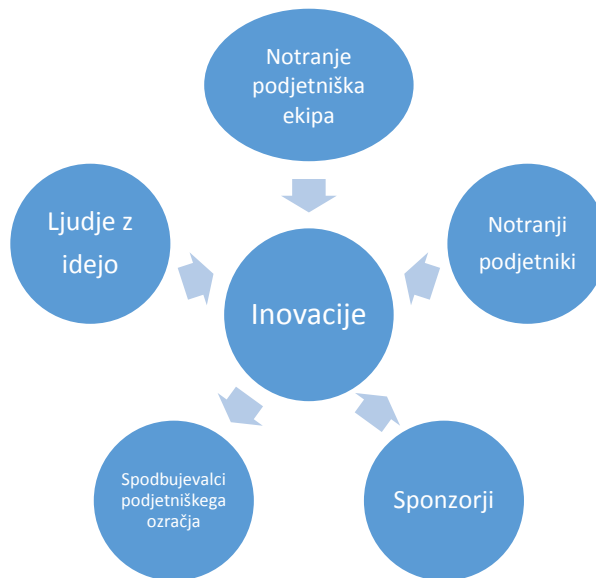 Notranje
podjetniška
ekipa
Ljudje z
idejo
Notranji
podjetniki
Inovacije
Spodbujevalci
podjetniškega
ozračja
Sponzorji